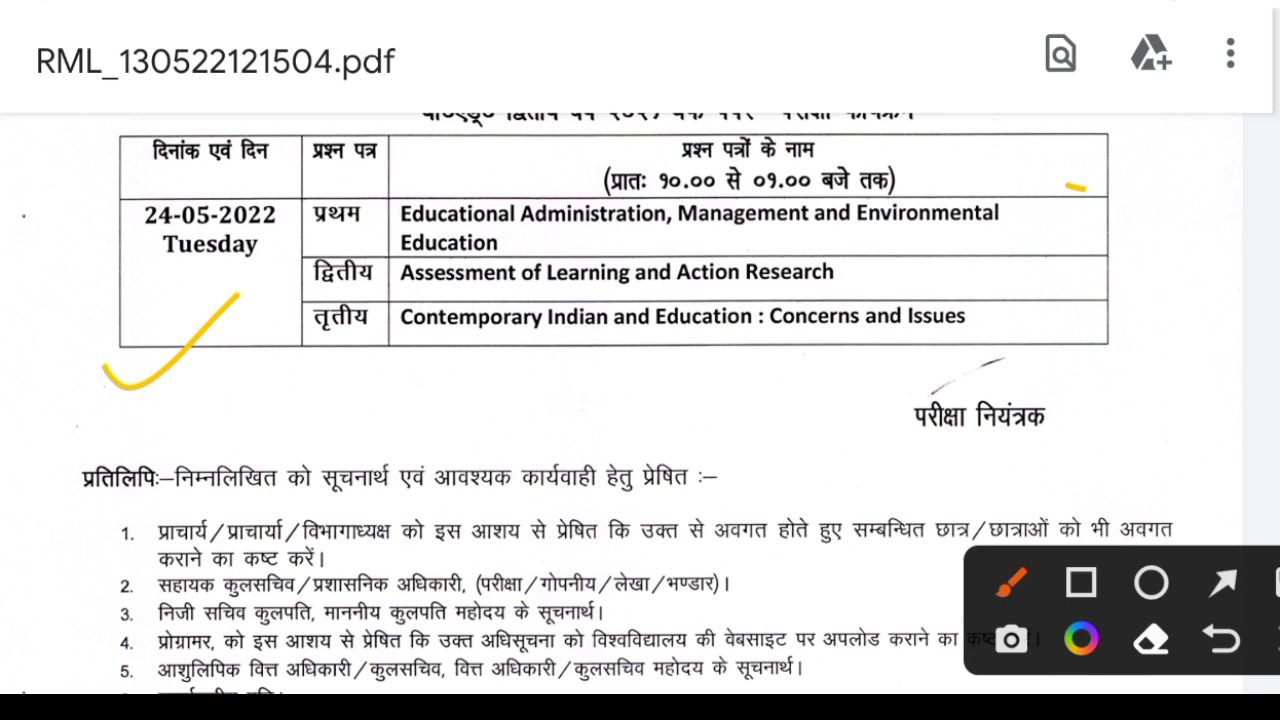 RML_130522121504.pdf
दिनांक एवं दिन प्रश्न पत्र प्रश्न पत्रों के नाम
(प्रातः १०.०० से ०१.०० बजे तक)
24-05-2022 प्रथम Educational Administration, Management and Environmental
Tuesday Education
द्वितीय Assessment of Learning and Action Research
तृतीय Contemporary Indian and Education : Concerns and Issues
परीक्षा नियंत्रक
प्रतिलिपिः–निम्नलिखित को सूचनार्थ एवं आवश्यक कार्यवाही हेतु प्रेषित :–
1. प्राचार्य/प्राचार्या/विभागाध्यक्ष को इस आशय से प्रेषित कि उक्त से अवगत होते हुए सम्बन्धित छात्र/छात्राओं को भी अवगत
कराने का कष्ट करें।
2. सहायक कुलसचिव/प्रशासनिक अधिकारी, (परीक्षा/गोपनीय/लेखा/भण्डार)।
3. निजी सचिव कुलपति, माननीय कुलपति महोदय के सूचनार्थ।
4. प्रोग्रामर, को इस आशय से प्रेषित कि उक्त अधिसूचना को विश्वविद्यालय की वेबसाइट पर अपलोड कराने का
5. आशुलिपिक वित्त अधिकारी/कुलसचिव, वित्त अधिकारी/कुलसचिव महोदय के सूचनार्थ।